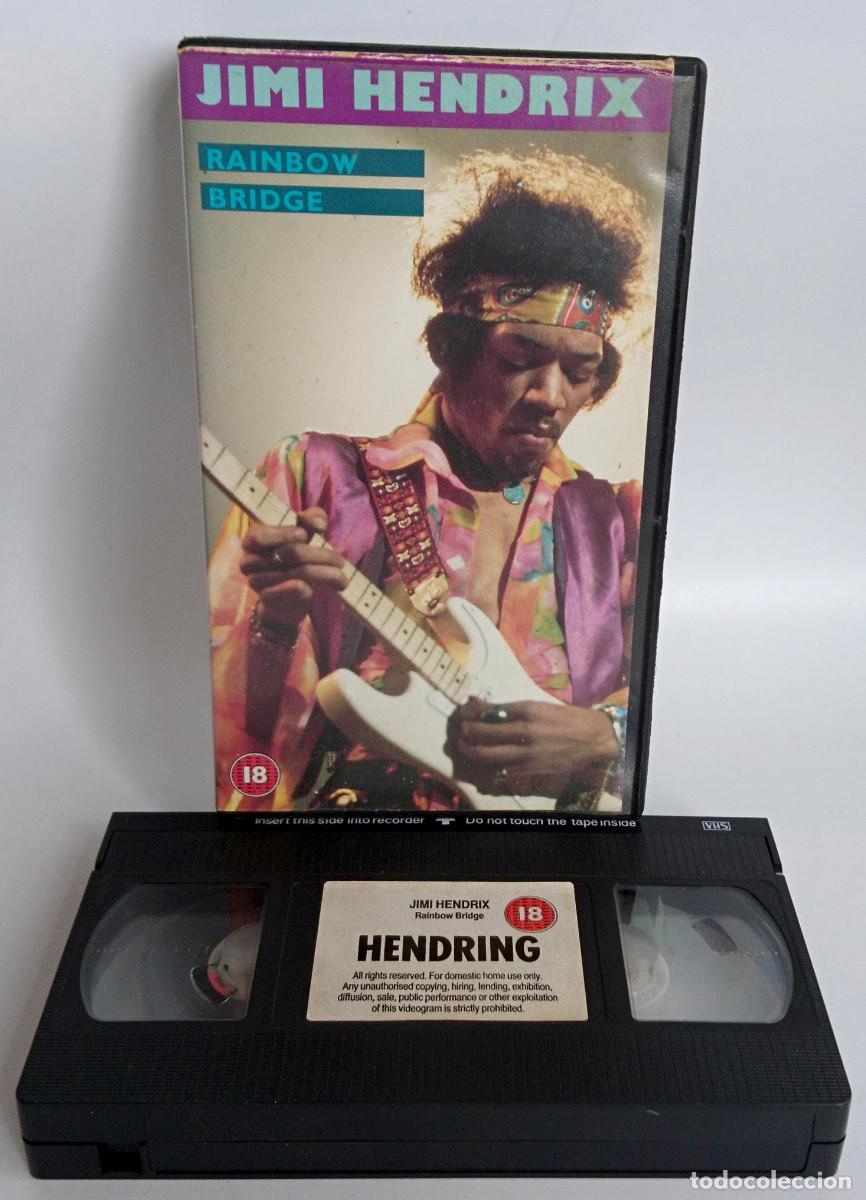 JIMI HENDRIX
RAINBOW
BRIDGE
18
Insert this side into recorder Do not touch the tape inside
VHS
JIMI HENDRIX
Rainbow Bridge
18
HENDRING
All rights reserved. For domestic home use only.
Any unauthorised copying, hiring, lending, exhibition,
diffusion, sale, public performance or other exploitation
of this videogram is strictly prohibited.
todocoleccion